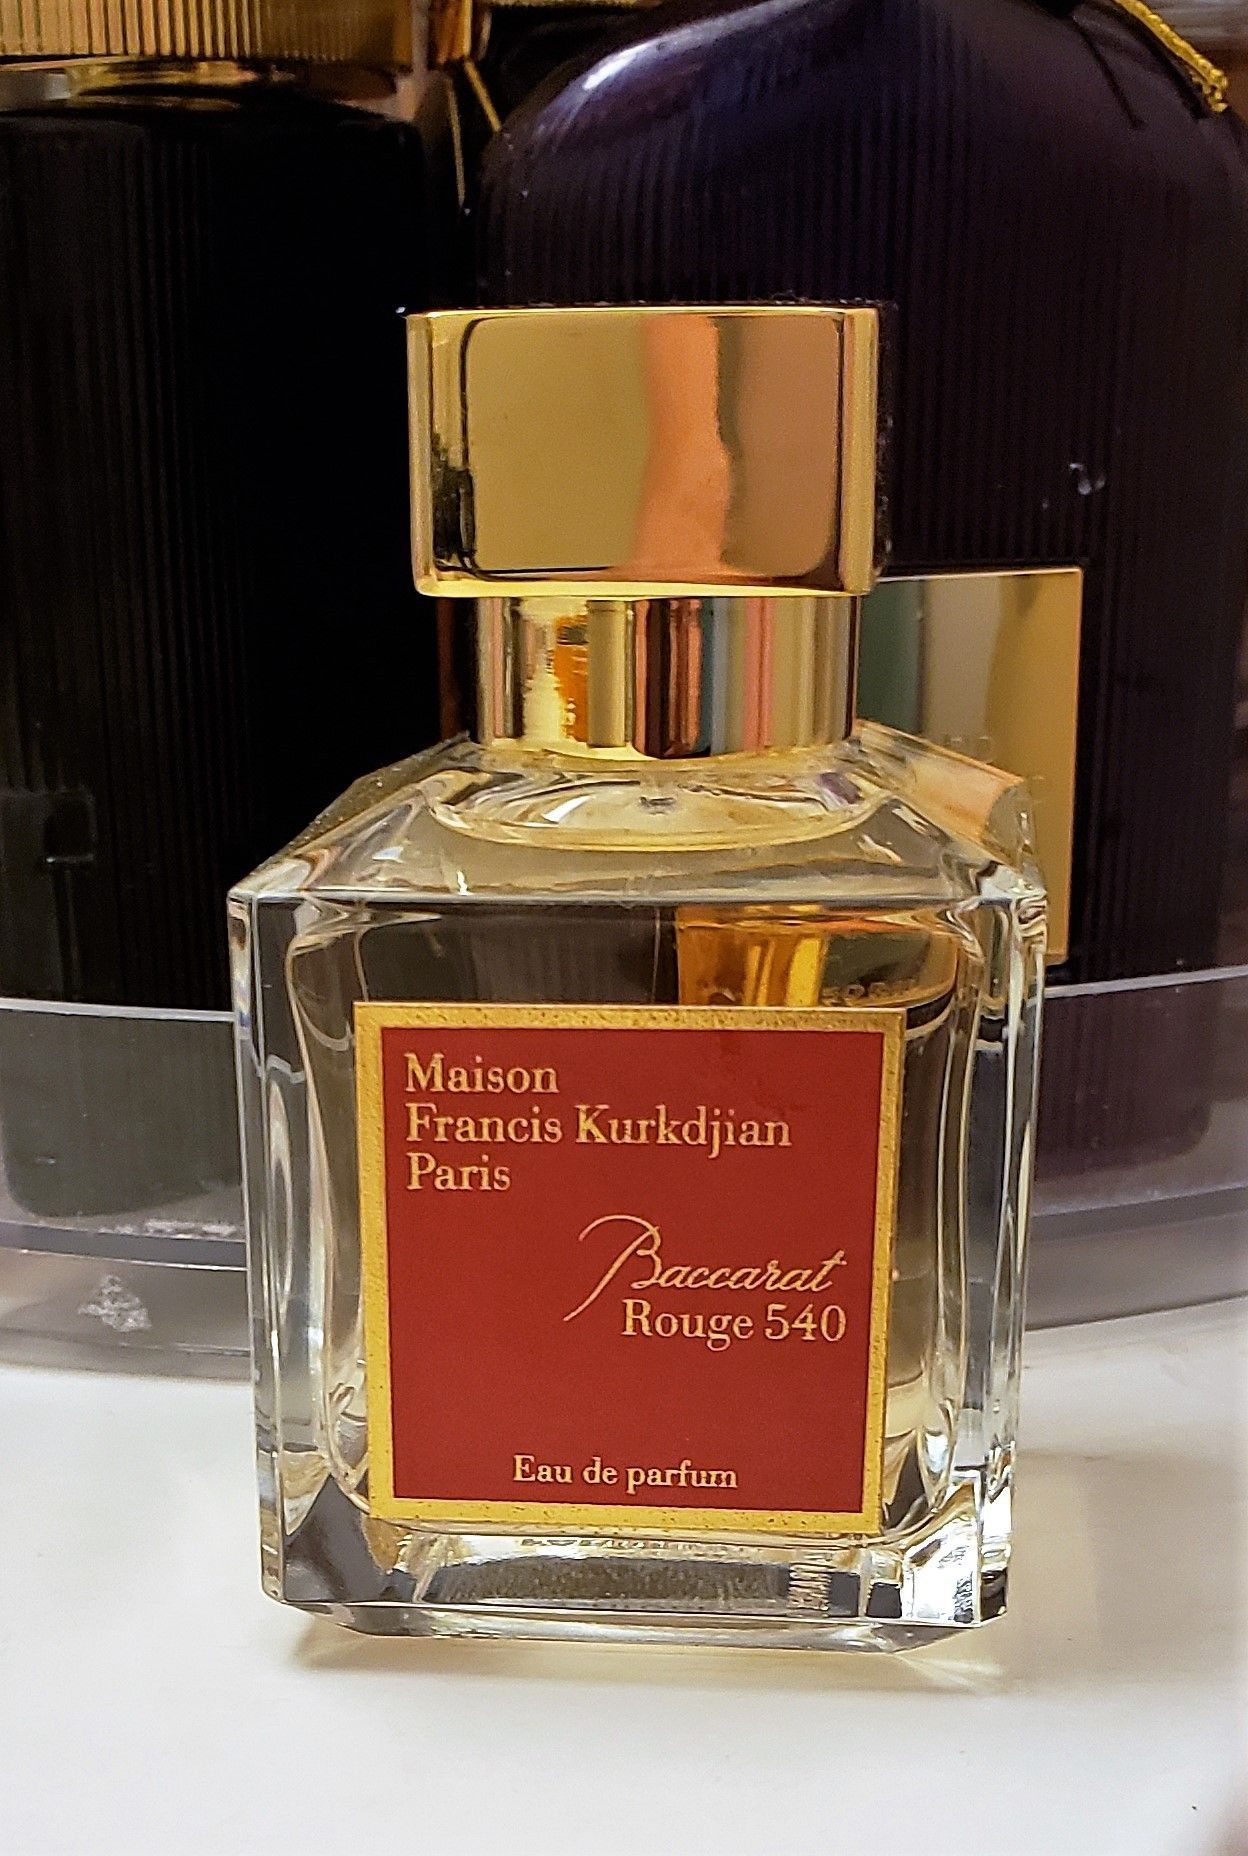 Maison
Francis Kurkdjian
Paris
Baccarat
Rouge 540
Eau de parfum